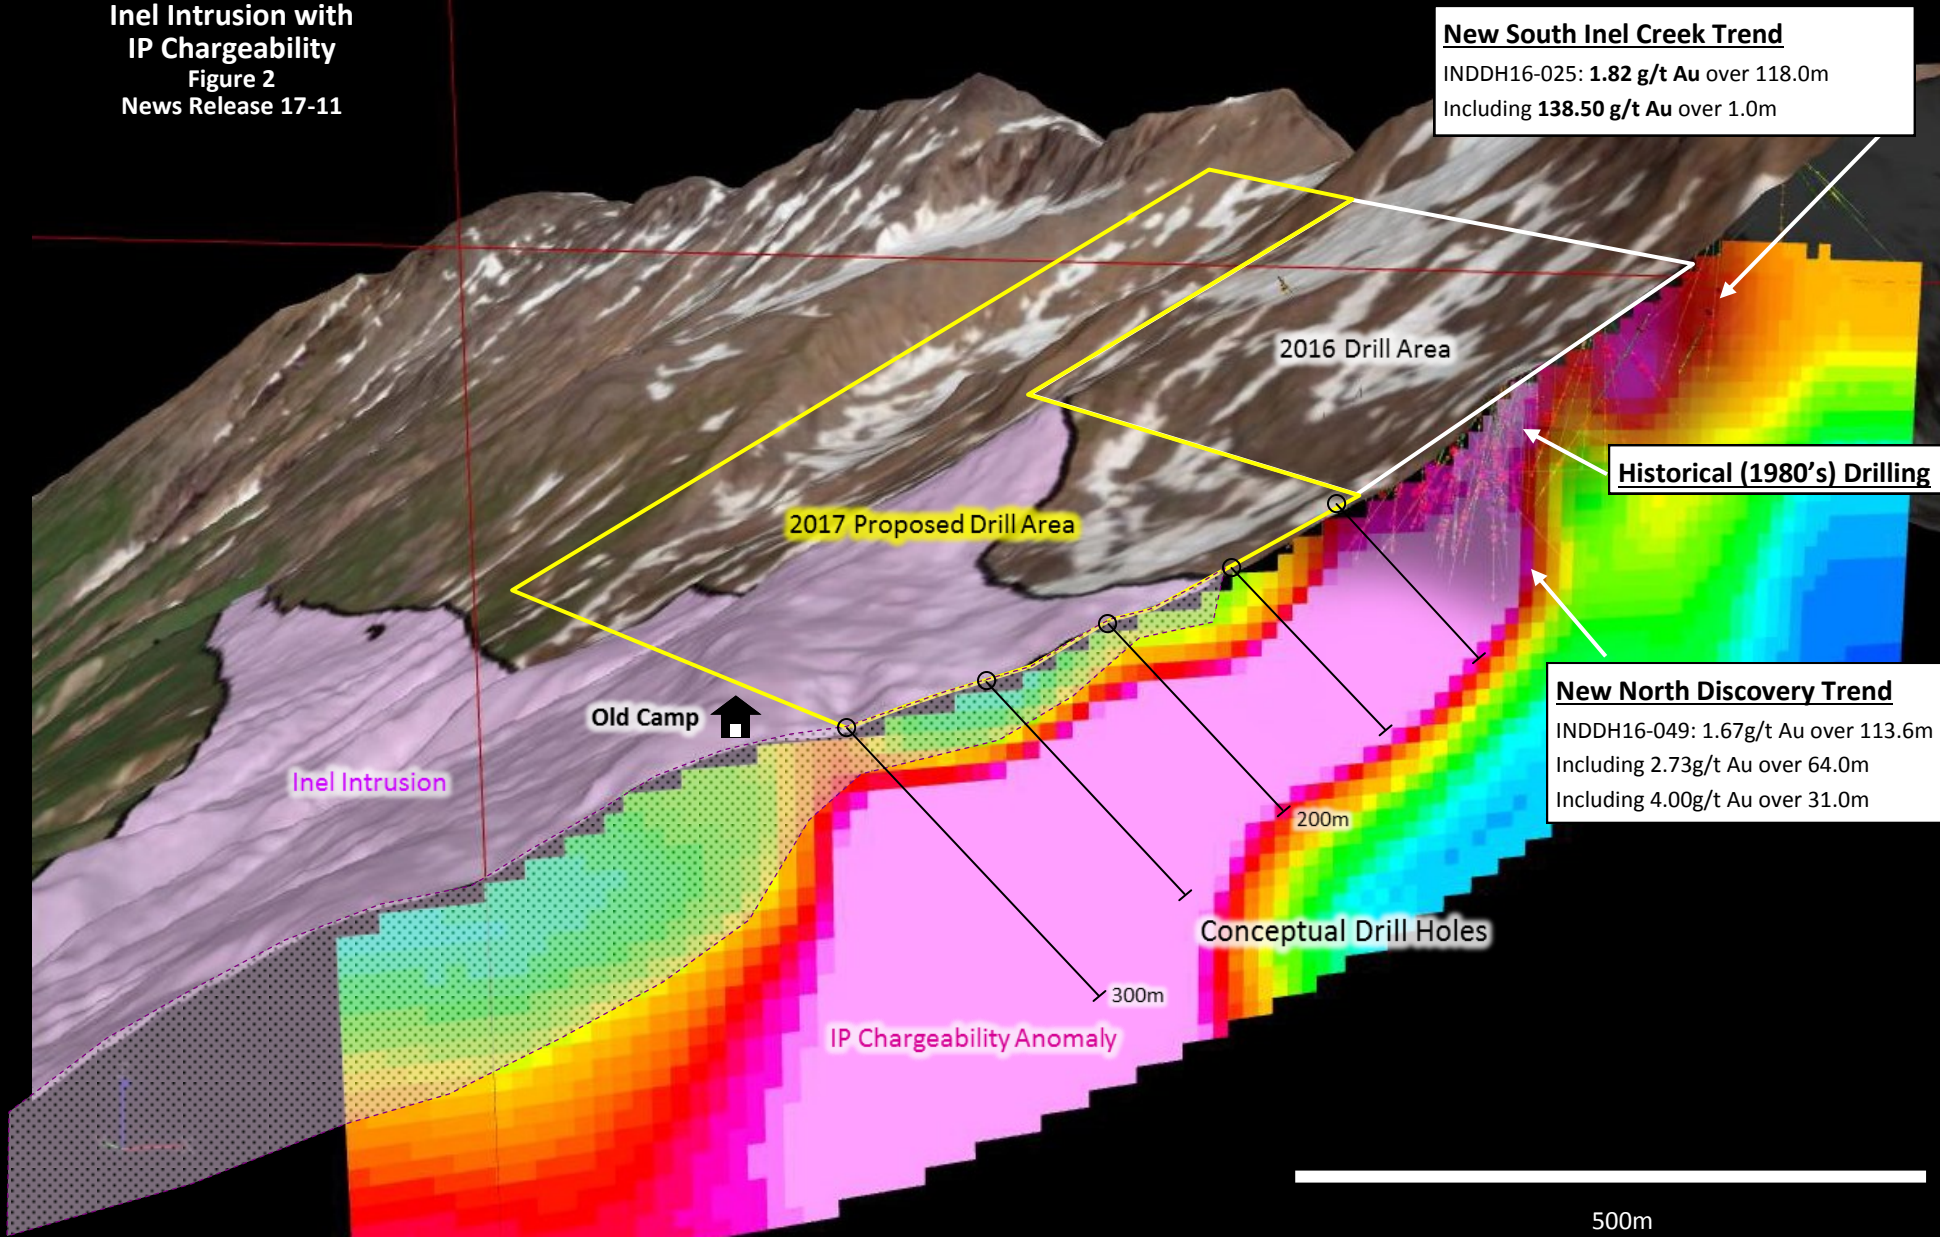 Inel Intrusion with
IP Chargeability
Figure 2
News Release 17-11
New South Inel Creek Trend
INDDH16-025: 1.82 g/t Au over 118.0m
Including 138.50 g/t Au over 1.0m
2016 Drill Area
Historical (1980's) Drilling
2017 Proposed Drill Area
New North Discovery Trend
INDDH16-049: 1.67g/t Au over 113.6m
Including 2.73g/t Au over 64.0m
Including 4.00g/t Au over 31.0m
Old Camp
Inel Intrusion
200m
Conceptual Drill Holes
300m
IP Chargeability Anomaly
500m